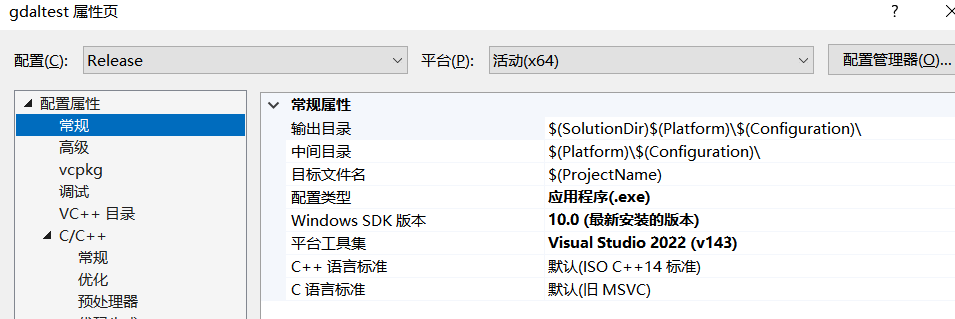 gdaltest 属性页 ?
配置(C): Release 平台(P): 活动(x64) 配置管理器(O)...
配置属性
常规
高级
vcpkg
调试
VC++ 目录
C/C++
常规
优化
预处理器
常规属性
输出目录 $(SolutionDir)$(Platform)\$(Configuration)\
中间目录 $(Platform)\$(Configuration)\
目标文件名 $(ProjectName)
配置类型 应用程序(.exe)
Windows SDK 版本 10.0 (最新安装的版本)
平台工具集 Visual Studio 2022 (v143)
C++ 语言标准 默认(ISO C++14 标准)
C 语言标准 默认(旧 MSVC)